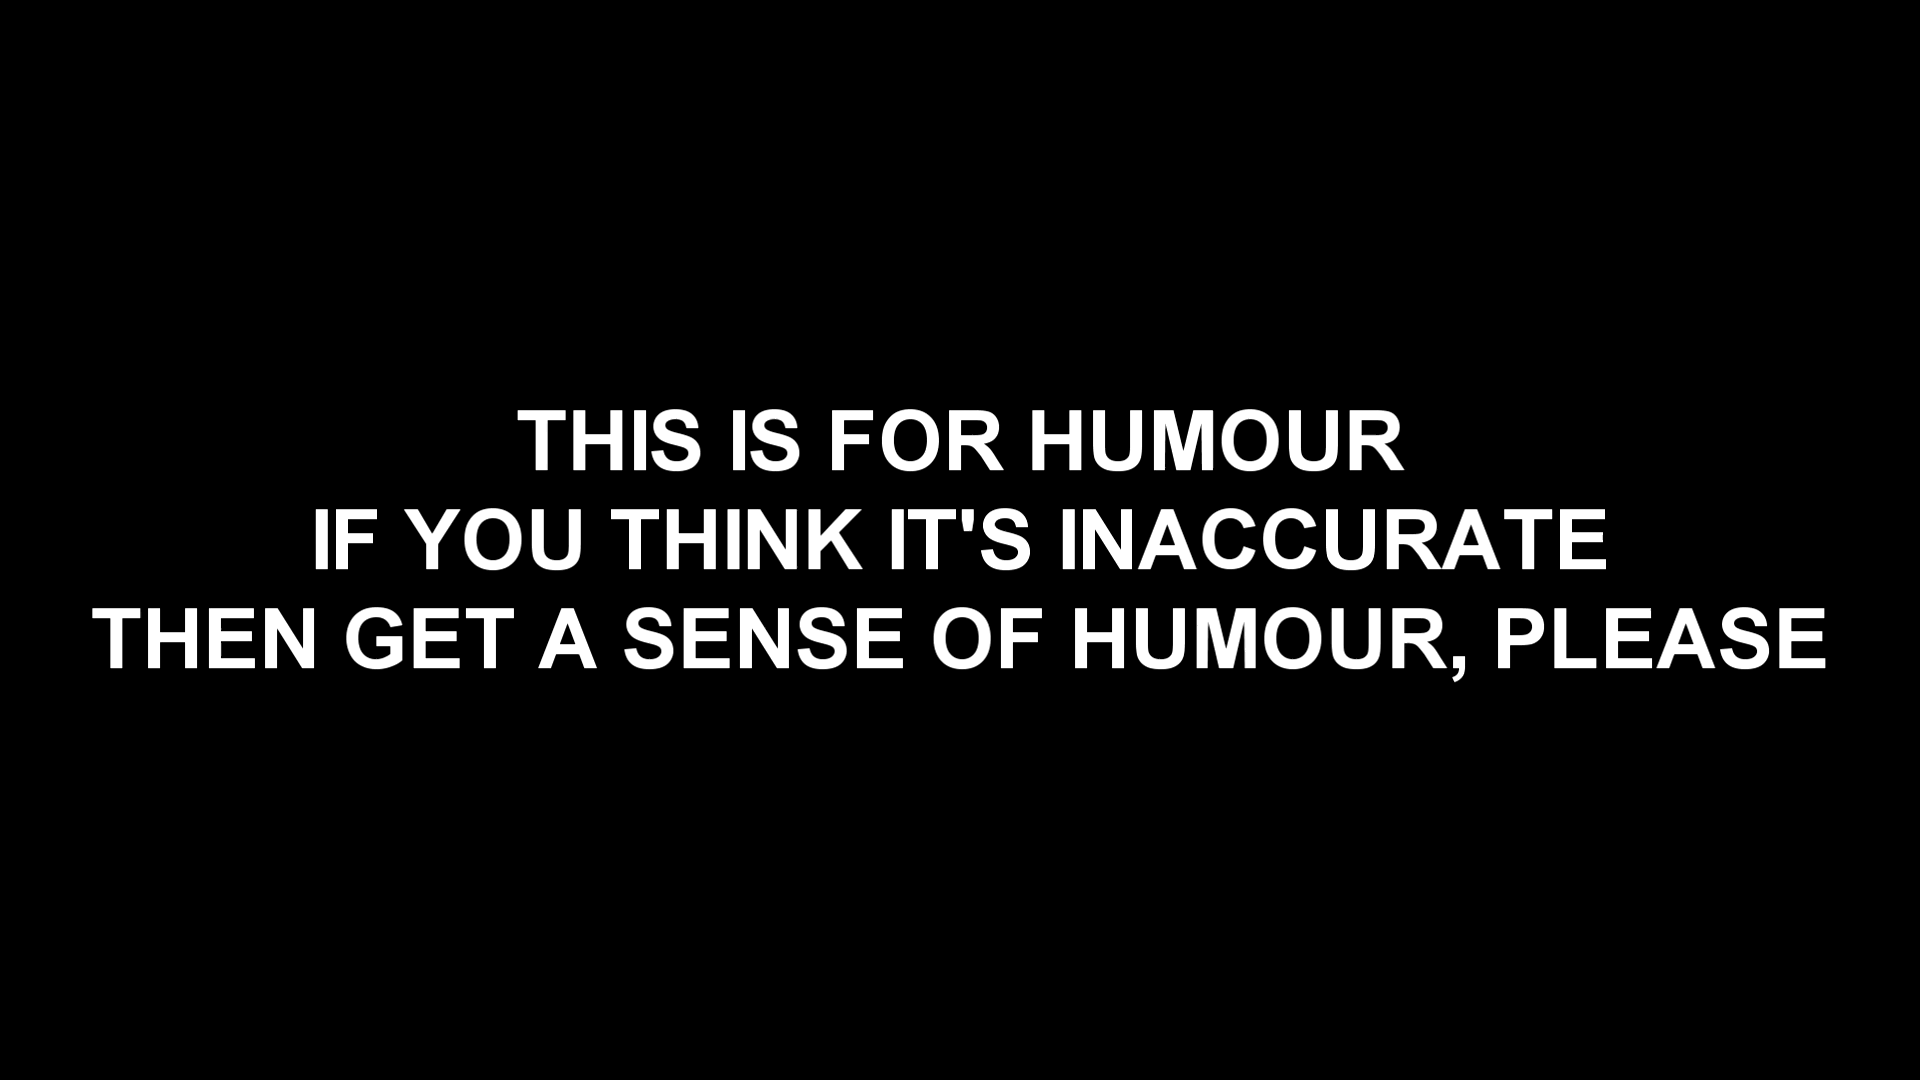 THIS IS FOR HUMOUR
IF YOU THINK IT'S INACCURATE
THEN GET A SENSE OF HUMOUR, PLEASE